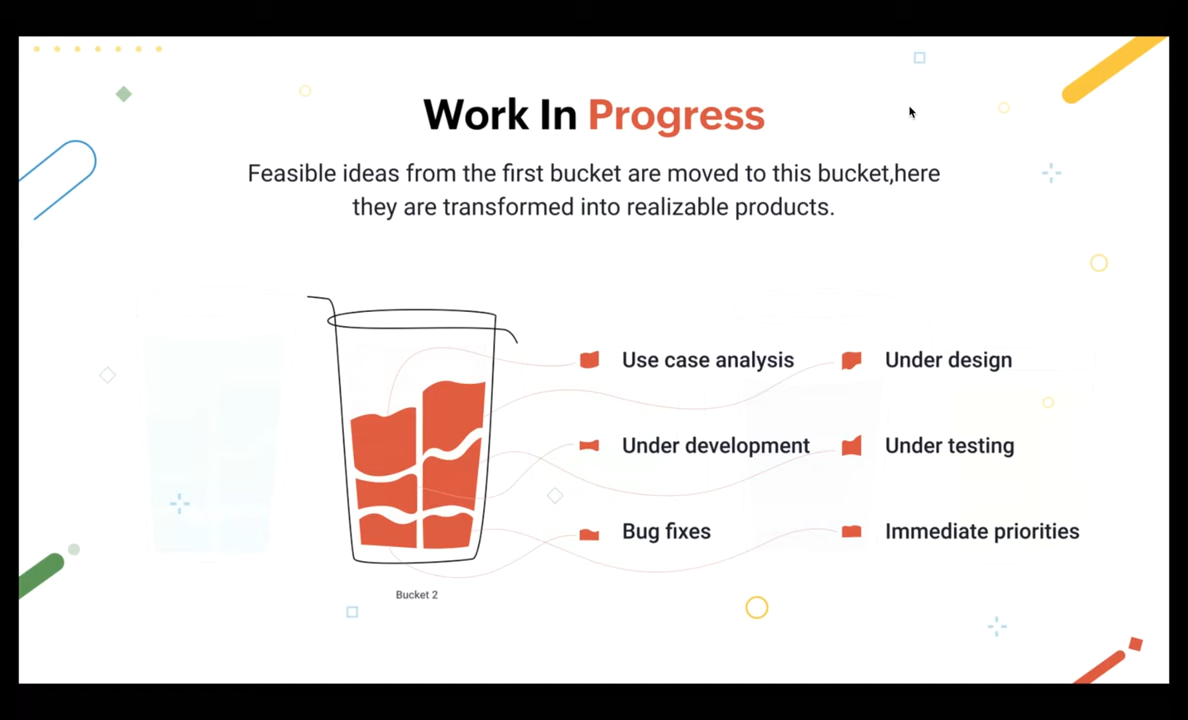 Work In Progress
Feasible ideas from the first bucket are moved to this bucket,here
they are transformed into realizable products.
Use case analysis
Under design
Under development
Under testing
Bug fixes
Immediate priorities
Bucket 2